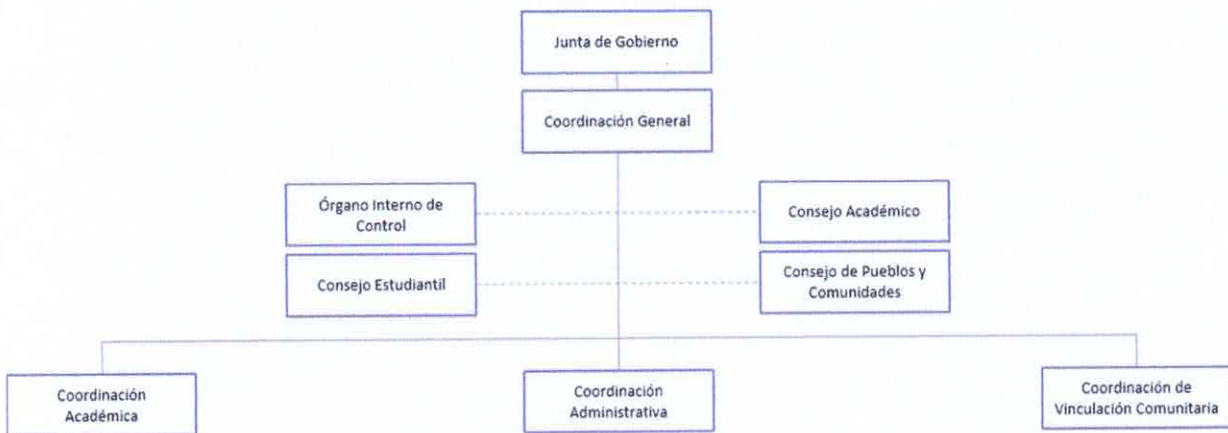 Junta de Gobierno
Coordinación General
Órgano Interno de
Control
Consejo Académico
Consejo Estudiantil
Consejo de Pueblos y
Comunidades
Coordinación
Académica
Coordinación
Administrativa
Coordinación de
Vinculación Comunitaria